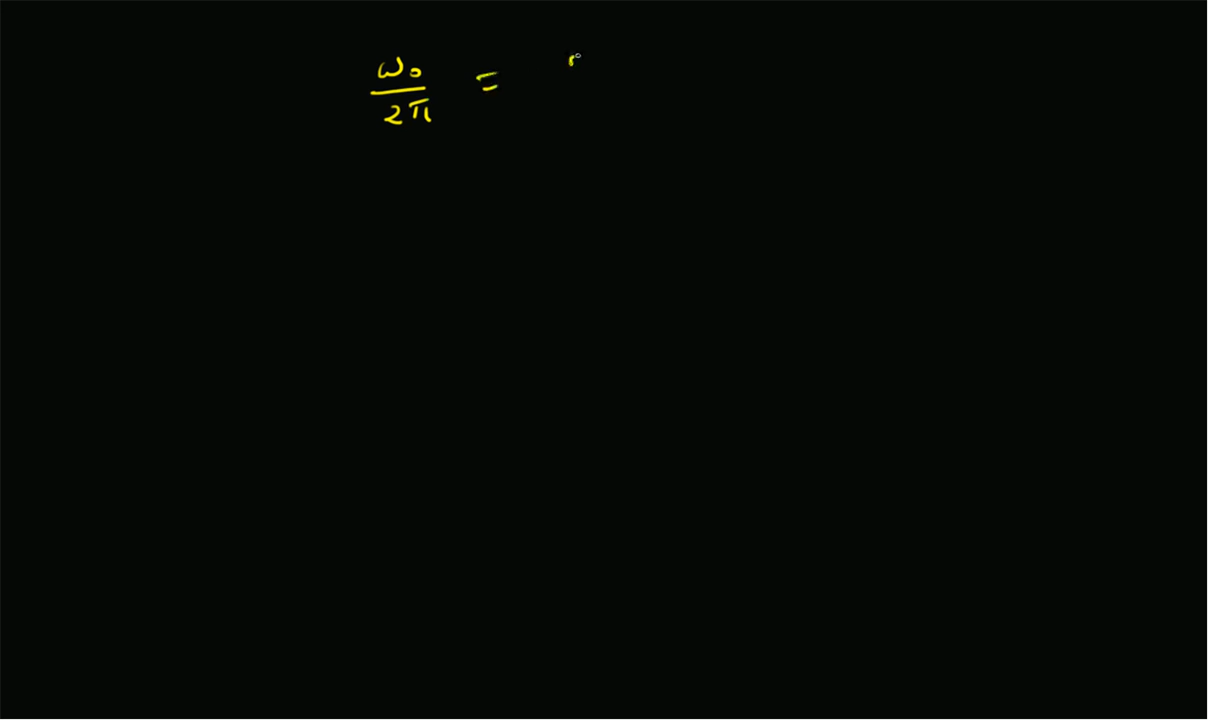 ω₀/2π =